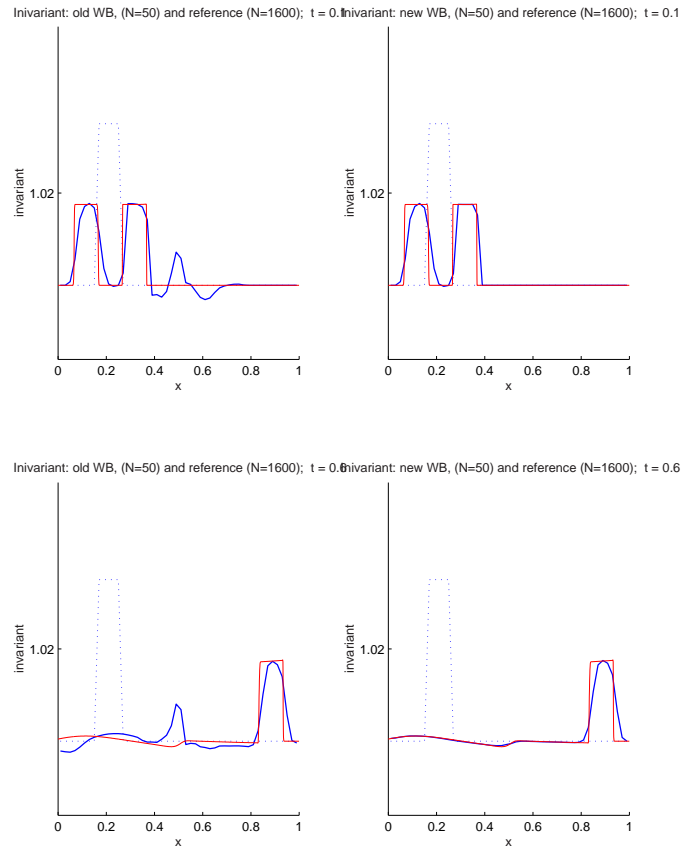 Inivariant: old WB, (N=50) and reference (N=1600); t = 0.1
Inivariant: new WB, (N=50) and reference (N=1600); t = 0.1
1.02
invariant
0 0.2 0.4 0.6 0.8 1
x
1.02
invariant
0 0.2 0.4 0.6 0.8 1
x
Inivariant: old WB, (N=50) and reference (N=1600); t = 0.6
Inivariant: new WB, (N=50) and reference (N=1600); t = 0.6
1.02
invariant
0 0.2 0.4 0.6 0.8 1
x
1.02
invariant
0 0.2 0.4 0.6 0.8 1
x